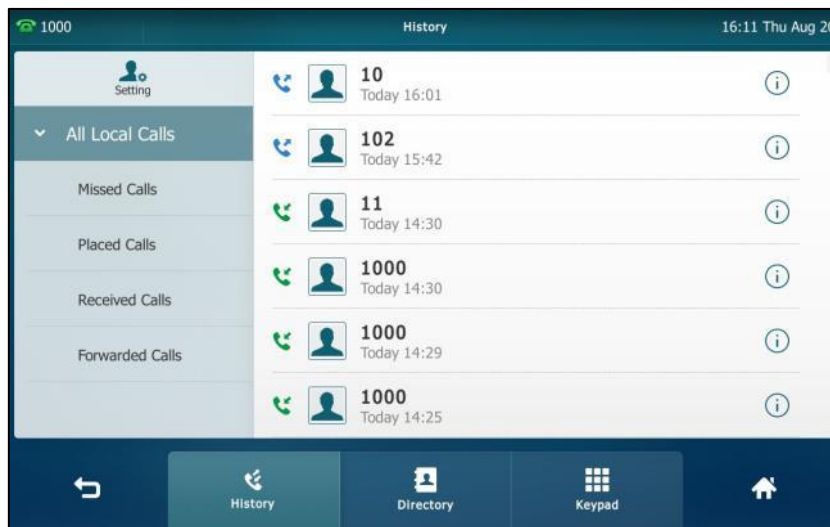 1000
History
16:11 Thu Aug
Setting
All Local Calls
Missed Calls
Placed Calls
Received Calls
Forwarded Calls
10
Today 16:01
102
Today 15:42
11
Today 14:30
1000
Today 14:30
1000
Today 14:29
1000
Today 14:25
History
Directory
Keypad